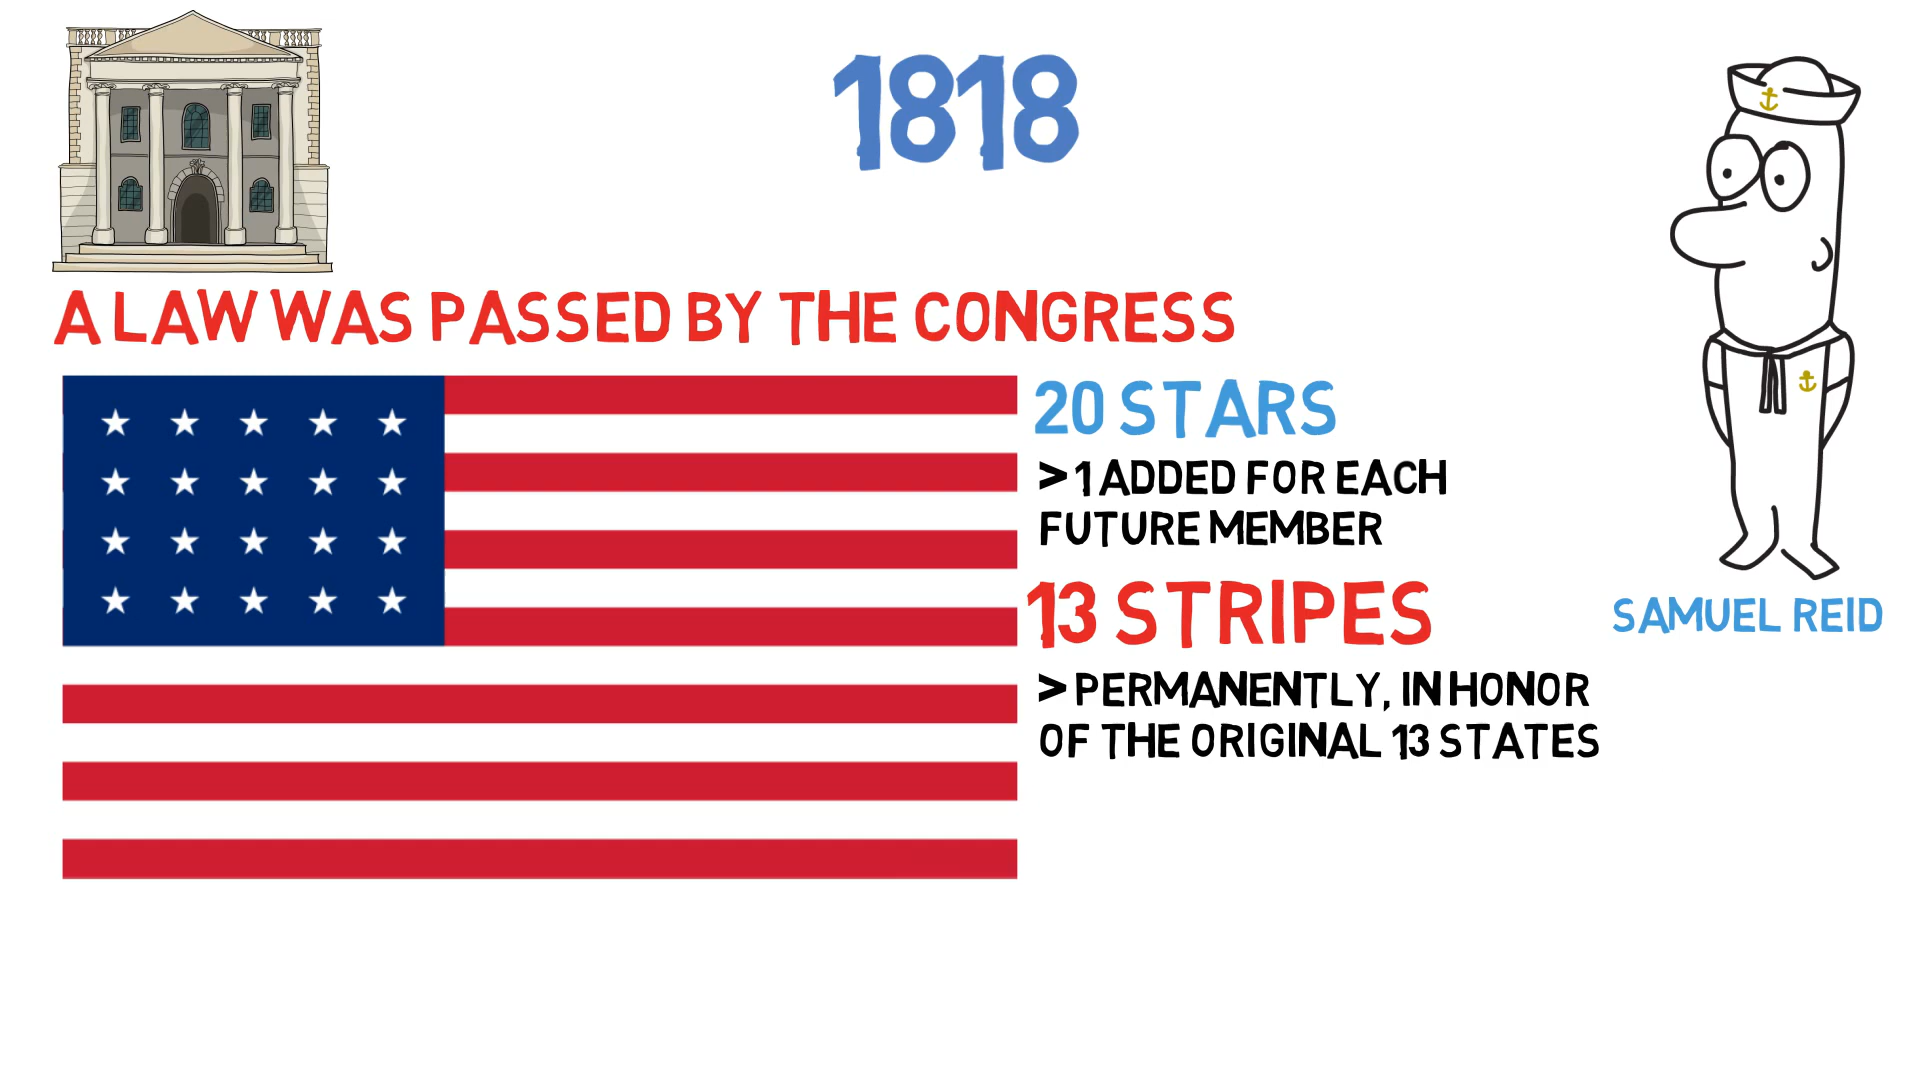 1818
A LAW WAS PASSED BY THE CONGRESS
20 STARS
> 1 ADDED FOR EACH
FUTURE MEMBER
13 STRIPES
> PERMANENTLY, IN HONOR
OF THE ORIGINAL 13 STATES
SAMUEL REID